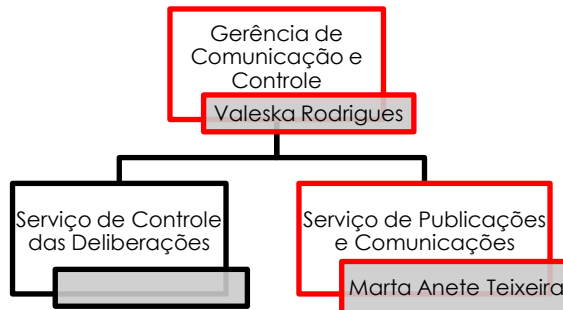 Gerência de
Comunicação e
Controle
Valeska Rodrigues
Serviço de Controle
das Deliberações
Serviço de Publicações
e Comunicações
Marta Anete Teixeira